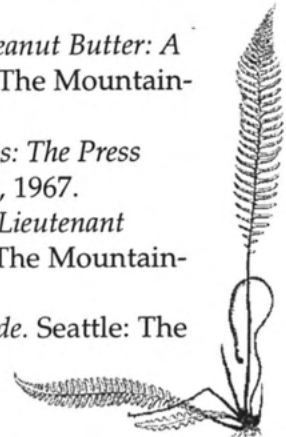 eanut Butter: A
The Mountain-
s: The Press
, 1967.
Lieutenant
The Mountain-
de. Seattle: The